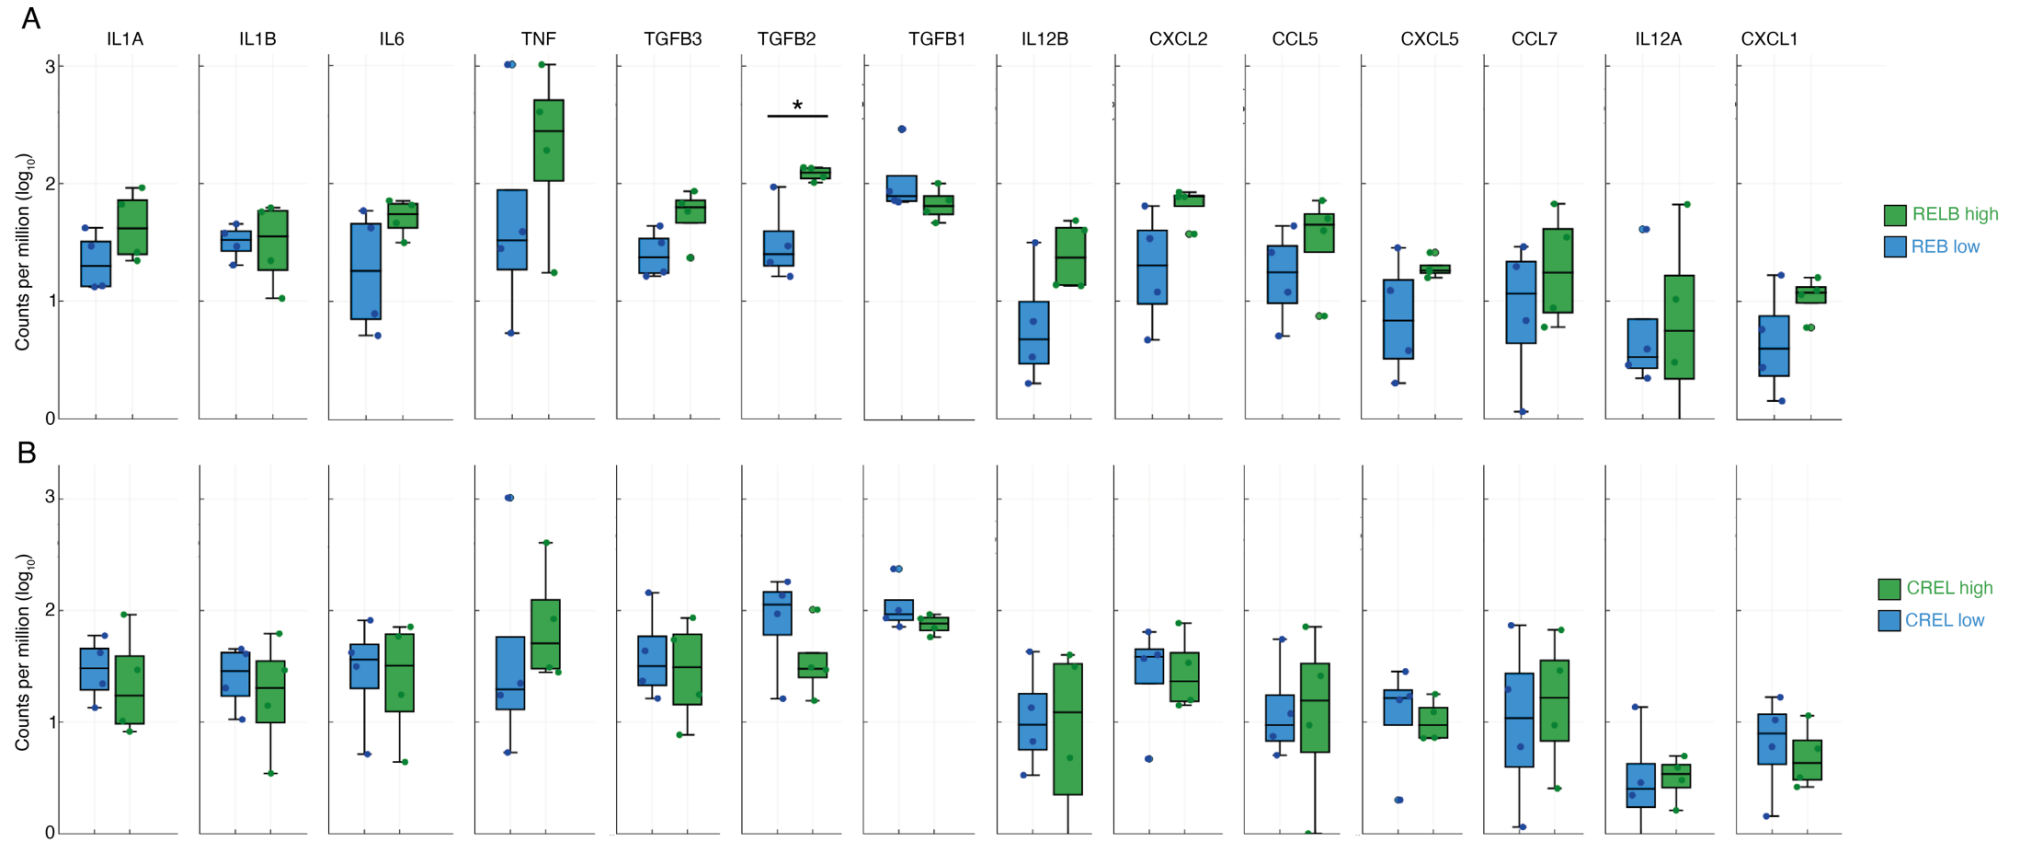 A
IL1A IL1B IL6 TNF TGFB3 TGFB2 TGFB1 IL12B CXCL2 CCL5 CXCL5 CCL7 IL12A CXCL1
3
2
1
0
Counts per million (log10)
*
RELB high
REB low
B
3
2
1
0
Counts per million (log10)
CREL high
CREL low